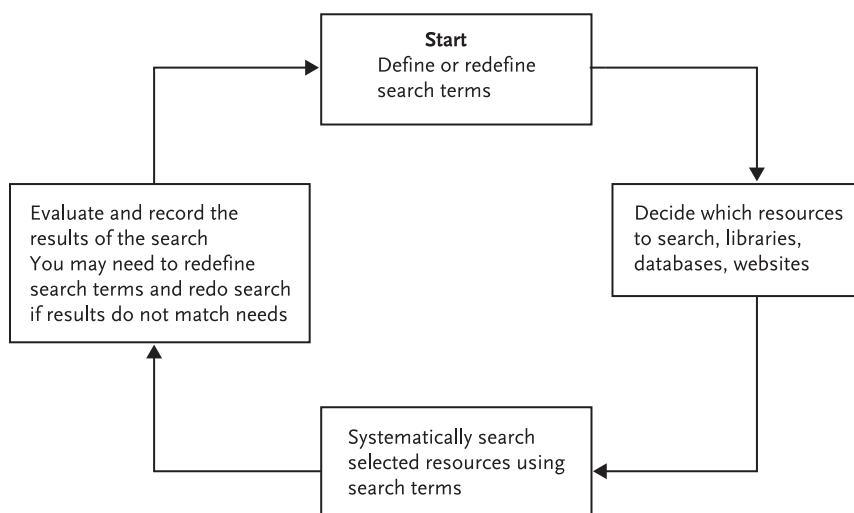 Start
Define or redefine
search terms
Decide which resources
to search, libraries,
databases, websites
Systematically search
selected resources using
search terms
Evaluate and record the
results of the search
You may need to redefine
search terms and redo search
if results do not match needs